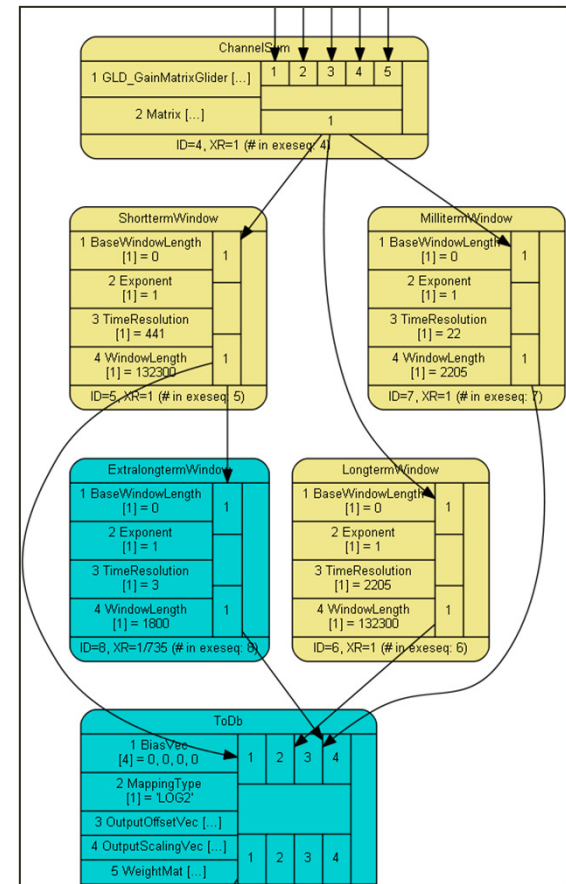 ChannelSum
1 GLD_GainMatrixGlider [...]
1 2 3 4 5
2 Matrix [...]
1
ID=4, XR=1 (# in exeseq: 4)
ShorttermWindow
1 BaseWindowLength
[1] = 0
1
2 Exponent
[1] = 1
3 TimeResolution
[1] = 441
4 WindowLength
[1] = 132300
1
ID=5, XR=1 (# in exeseq: 5)
MillitermWindow
1 BaseWindowLength
[1] = 0
1
2 Exponent
[1] = 1
3 TimeResolution
[1] = 22
4 WindowLength
[1] = 2205
1
ID=7, XR=1 (# in exeseq: 7)
ExtralongtermWindow
1 BaseWindowLength
[1] = 0
1
2 Exponent
[1] = 1
3 TimeResolution
[1] = 3
4 WindowLength
[1] = 1800
1
ID=8, XR=1/735 (# in exeseq: 8)
LongtermWindow
1 BaseWindowLength
[1] = 0
1
2 Exponent
[1] = 1
3 TimeResolution
[1] = 2205
4 WindowLength
[1] = 132300
1
ID=6, XR=1 (# in exeseq: 6)
ToDb
1 BiasVec
[4] = 0, 0, 0, 0
1 2 3 4
2 MappingType
[1] = 'LOG2'
3 OutputOffsetVec [...]
4 OutputScalingVec [...]
5 WeightMat [...]
1 2 3 4